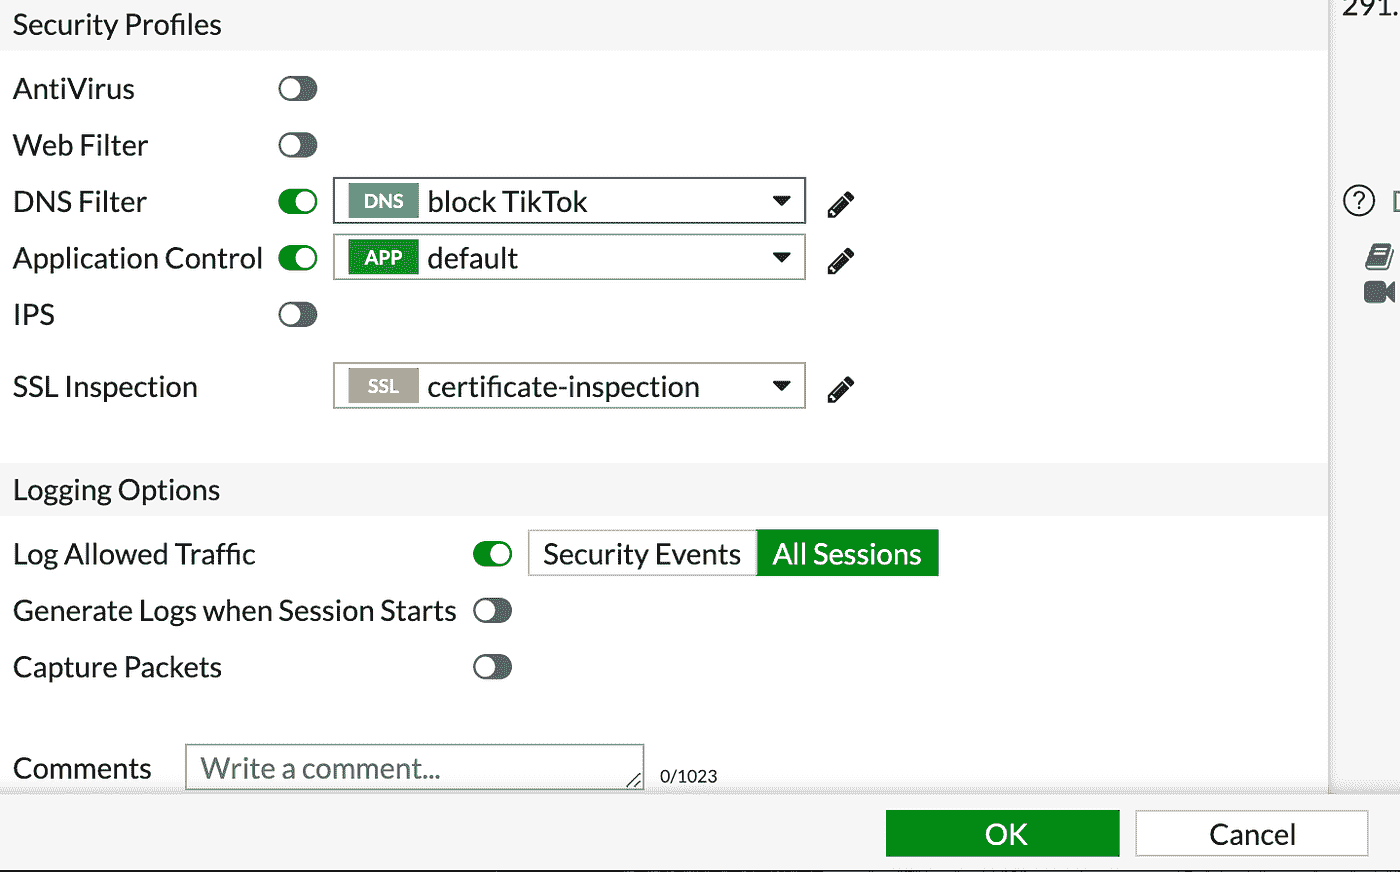 Security Profiles
291.
AntiVirus
Web Filter
DNS Filter DNS block TikTok
Application Control APP default
IPS
SSL Inspection SSL certificate-inspection
Logging Options
Log Allowed Traffic Security Events All Sessions
Generate Logs when Session Starts
Capture Packets
Comments Write a comment... 0/1023
OK Cancel